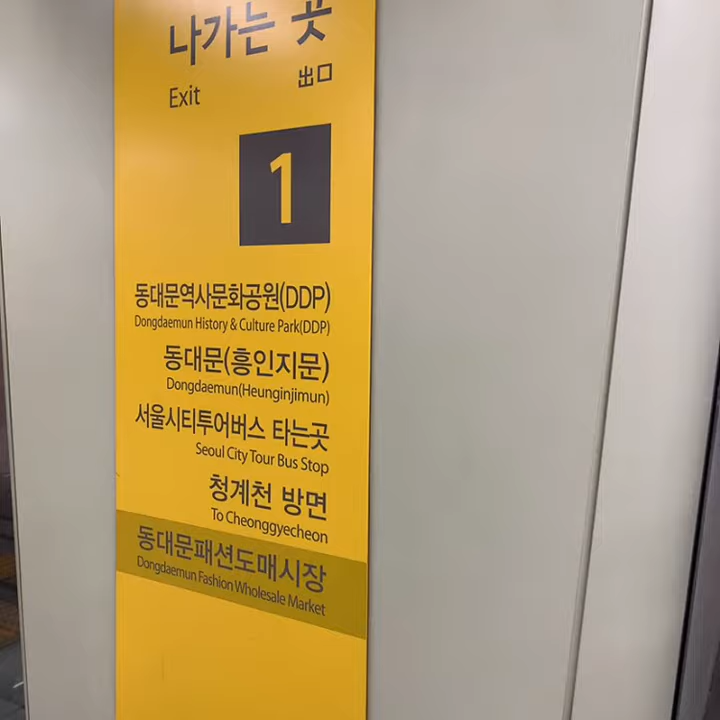 나가는 곳
Exit
出口
1
동대문역사문화공원(DDP)
Dongdaemun History & Culture Park(DDP)
동대문(흥인지문)
Dongdaemun(Heunginjimun)
서울시티투어버스 타는곳
Seoul City Tour Bus Stop
청계천 방면
To Cheonggyecheon
동대문패션도매시장
Dongdaemun Fashion Wholesale Market